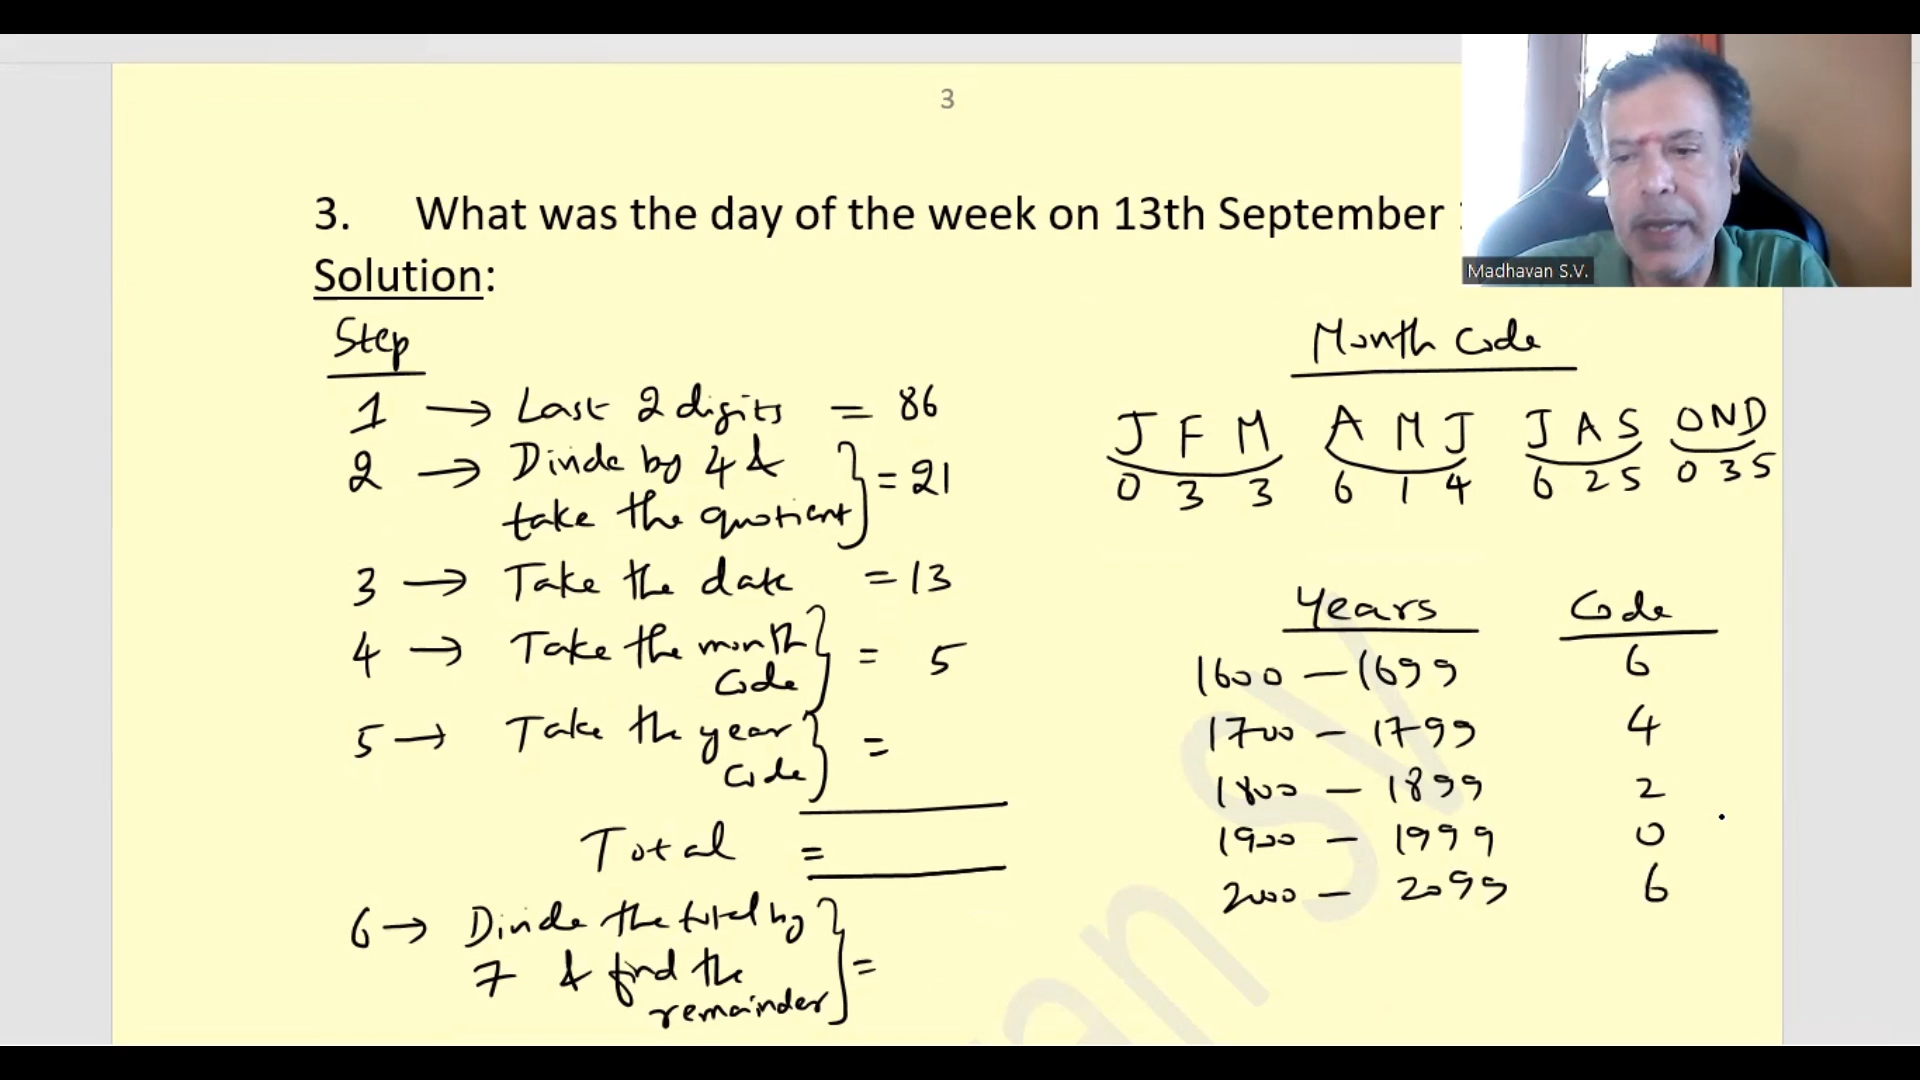 3
3. What was the day of the week on 13th September
Solution:
Madhavan S.V.
Step
1 → Last 2 digits = 86
2 → Divide by 4 &
take the quotient } = 21
3 → Take the date = 13
4 → Take the month
Code } = 5
5 → Take the year
Code } =
Total =
6 → Divide the total by
7 & find the
remainder } =
Month Code
J F M A M J J A S O N D
0 3 3 6 1 4 6 2 5 0 3 5
Years Code
1600 — 1699 6
1700 — 1799 4
1800 — 1899 2
1900 — 1999 0
2000 — 2099 6
an SV